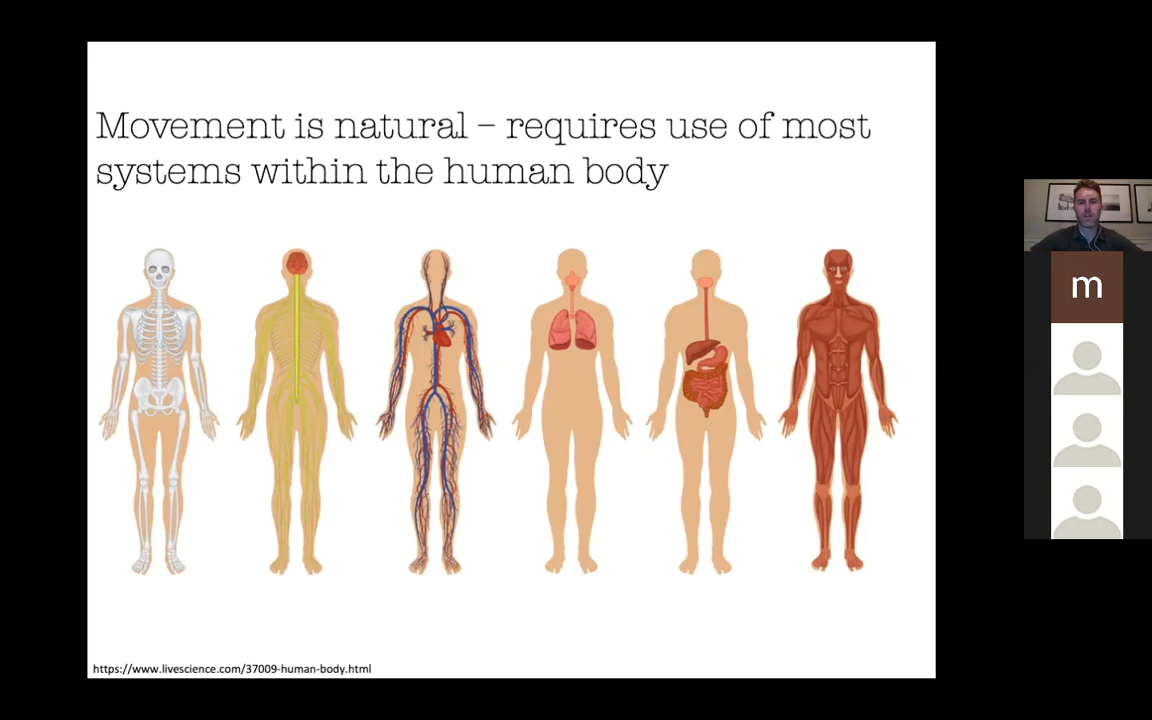 Movement is natural – requires use of most
systems within the human body
m
https://www.livescience.com/37009-human-body.html